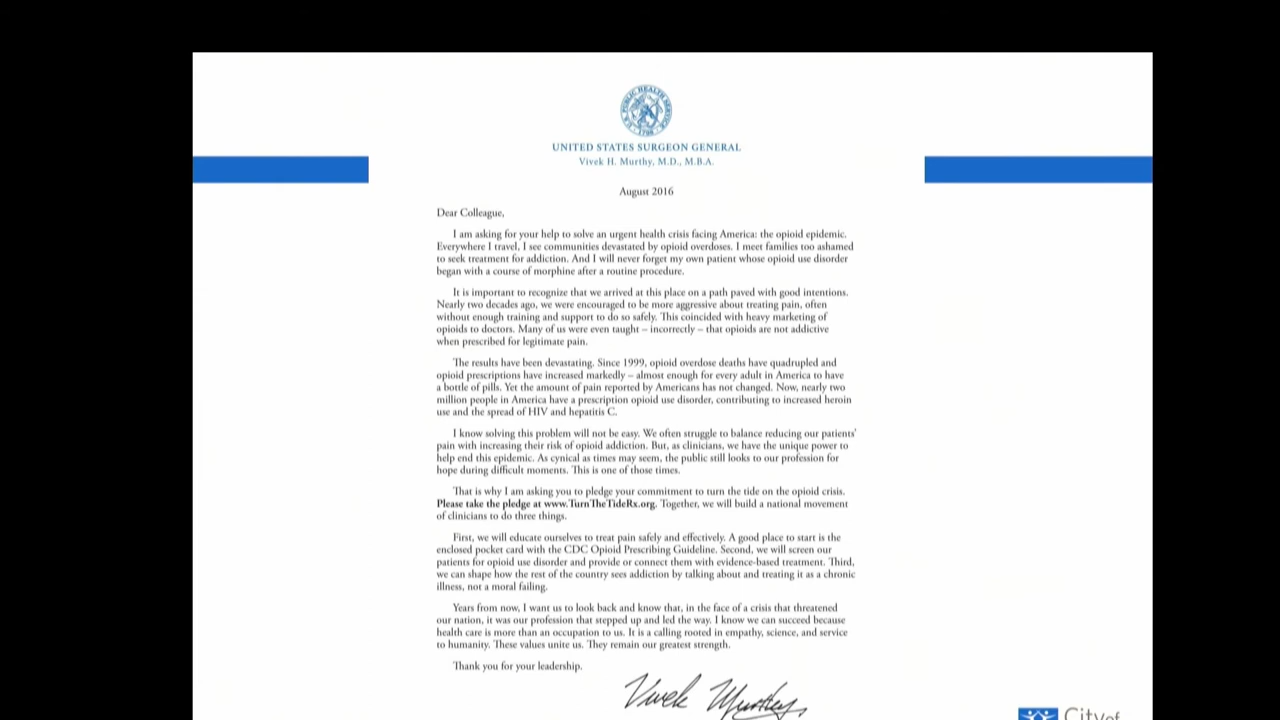 U.S. PUBLIC HEALTH SERVICE
1798
UNITED STATES SURGEON GENERAL
Vivek H. Murthy, M.D., M.B.A.
August 2016
Dear Colleague,
I am asking for your help to solve an urgent health crisis facing America: the opioid epidemic.
Everywhere I travel, I see communities devastated by opioid overdoses. I meet families too ashamed
to seek treatment for addiction. And I will never forget my own patient whose opioid use disorder
began with a course of morphine after a routine procedure.
It is important to recognize that we arrived at this place on a path paved with good intentions.
Nearly two decades ago, we were encouraged to be more aggressive about treating pain, often
without enough training and support to do so safely. This coincided with heavy marketing of
opioids to doctors. Many of us were even taught – incorrectly – that opioids are not addictive
when prescribed for legitimate pain.
The results have been devastating. Since 1999, opioid overdose deaths have quadrupled and
opioid prescriptions have increased markedly – almost enough for every adult in America to have
a bottle of pills. Yet the amount of pain reported by Americans has not changed. Now, nearly two
million people in America have a prescription opioid use disorder, contributing to increased heroin
use and the spread of HIV and hepatitis C.
I know solving this problem will not be easy. We often struggle to balance reducing our patients'
pain with increasing their risk of opioid addiction. But, as clinicians, we have the unique power to
help end this epidemic. As cynical as times may seem, the public still looks to our profession for
hope during difficult moments. This is one of those times.
That is why I am asking you to pledge your commitment to turn the tide on the opioid crisis.
Please take the pledge at www.TurnTheTideRx.org. Together, we will build a national movement
of clinicians to do three things.
First, we will educate ourselves to treat pain safely and effectively. A good place to start is the
enclosed pocket card with the CDC Opioid Prescribing Guideline. Second, we will screen our
patients for opioid use disorder and provide or connect them with evidence-based treatment. Third,
we can shape how the rest of the country sees addiction by talking about and treating it as a chronic
illness, not a moral failing.
Years from now, I want us to look back and know that, in the face of a crisis that threatened
our nation, it was our profession that stepped up and led the way. I know we can succeed because
health care is more than an occupation to us. It is a calling rooted in empathy, science, and service
to humanity. These values unite us. They remain our greatest strength.
Thank you for your leadership.
Vivek Murthy
City of